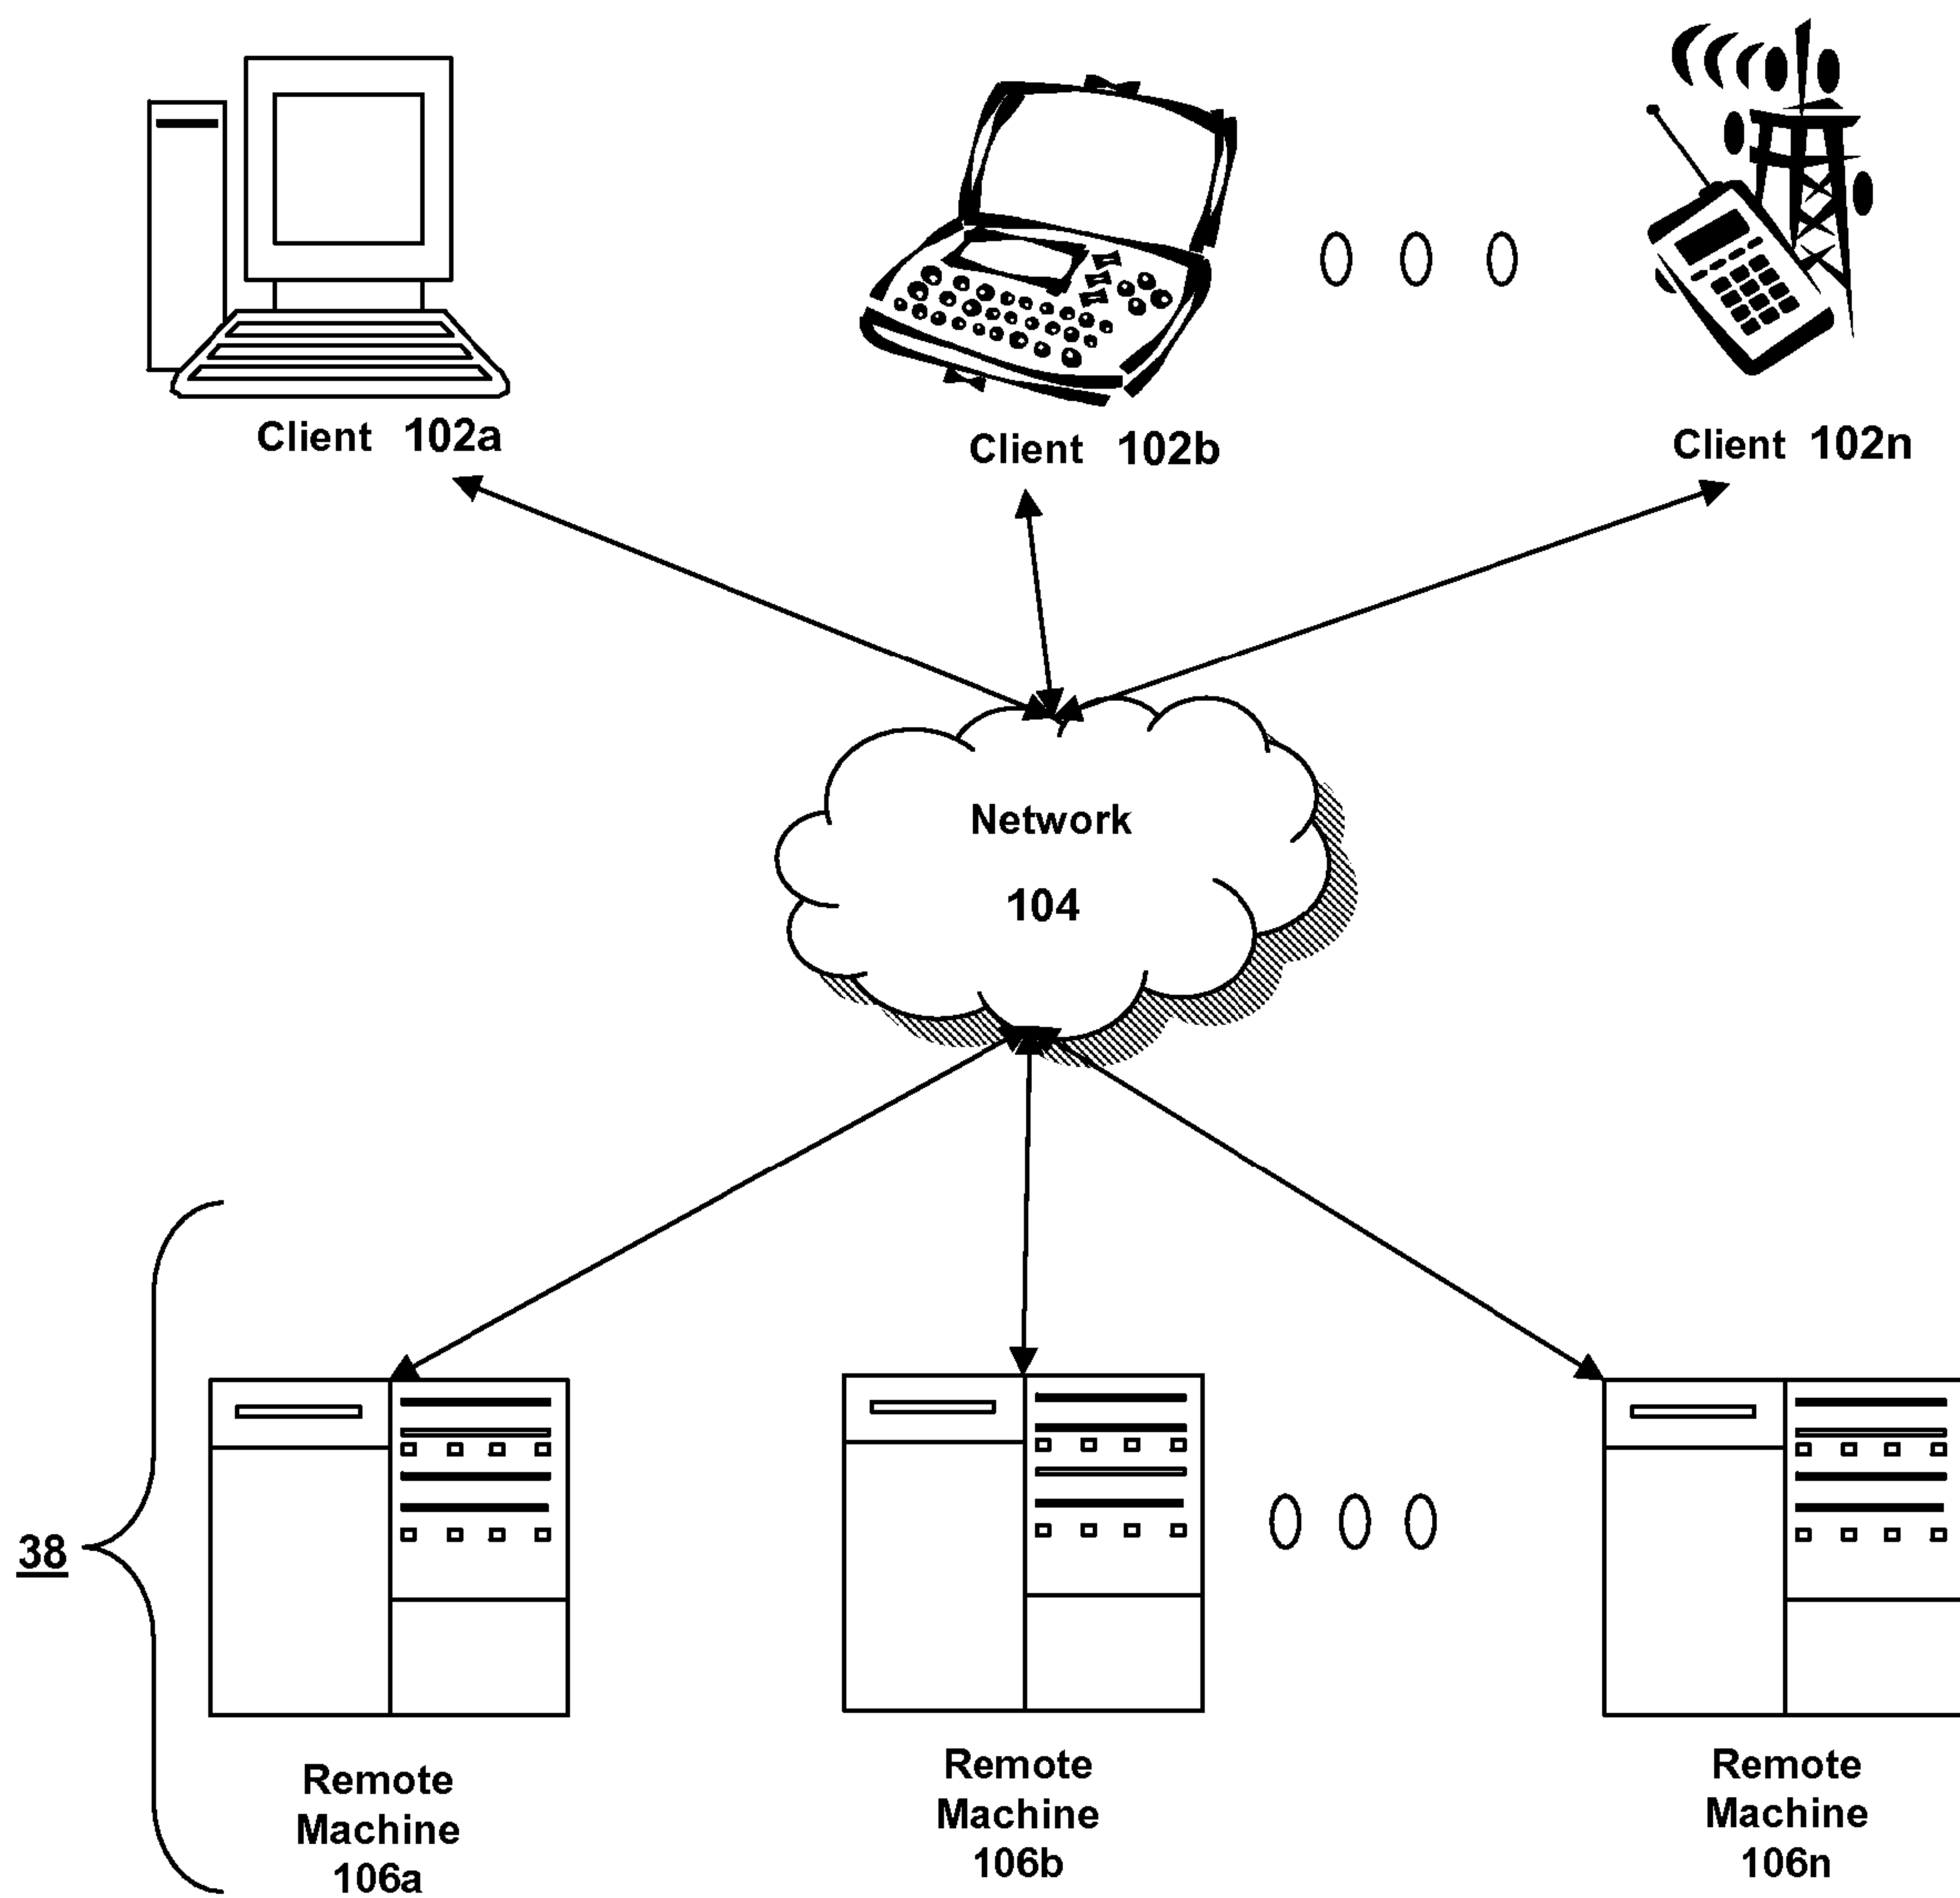 Client 102a
Client 102b
Client 102n
Network
104
38
Remote
Machine
106a
Remote
Machine
106b
Remote
Machine
106n